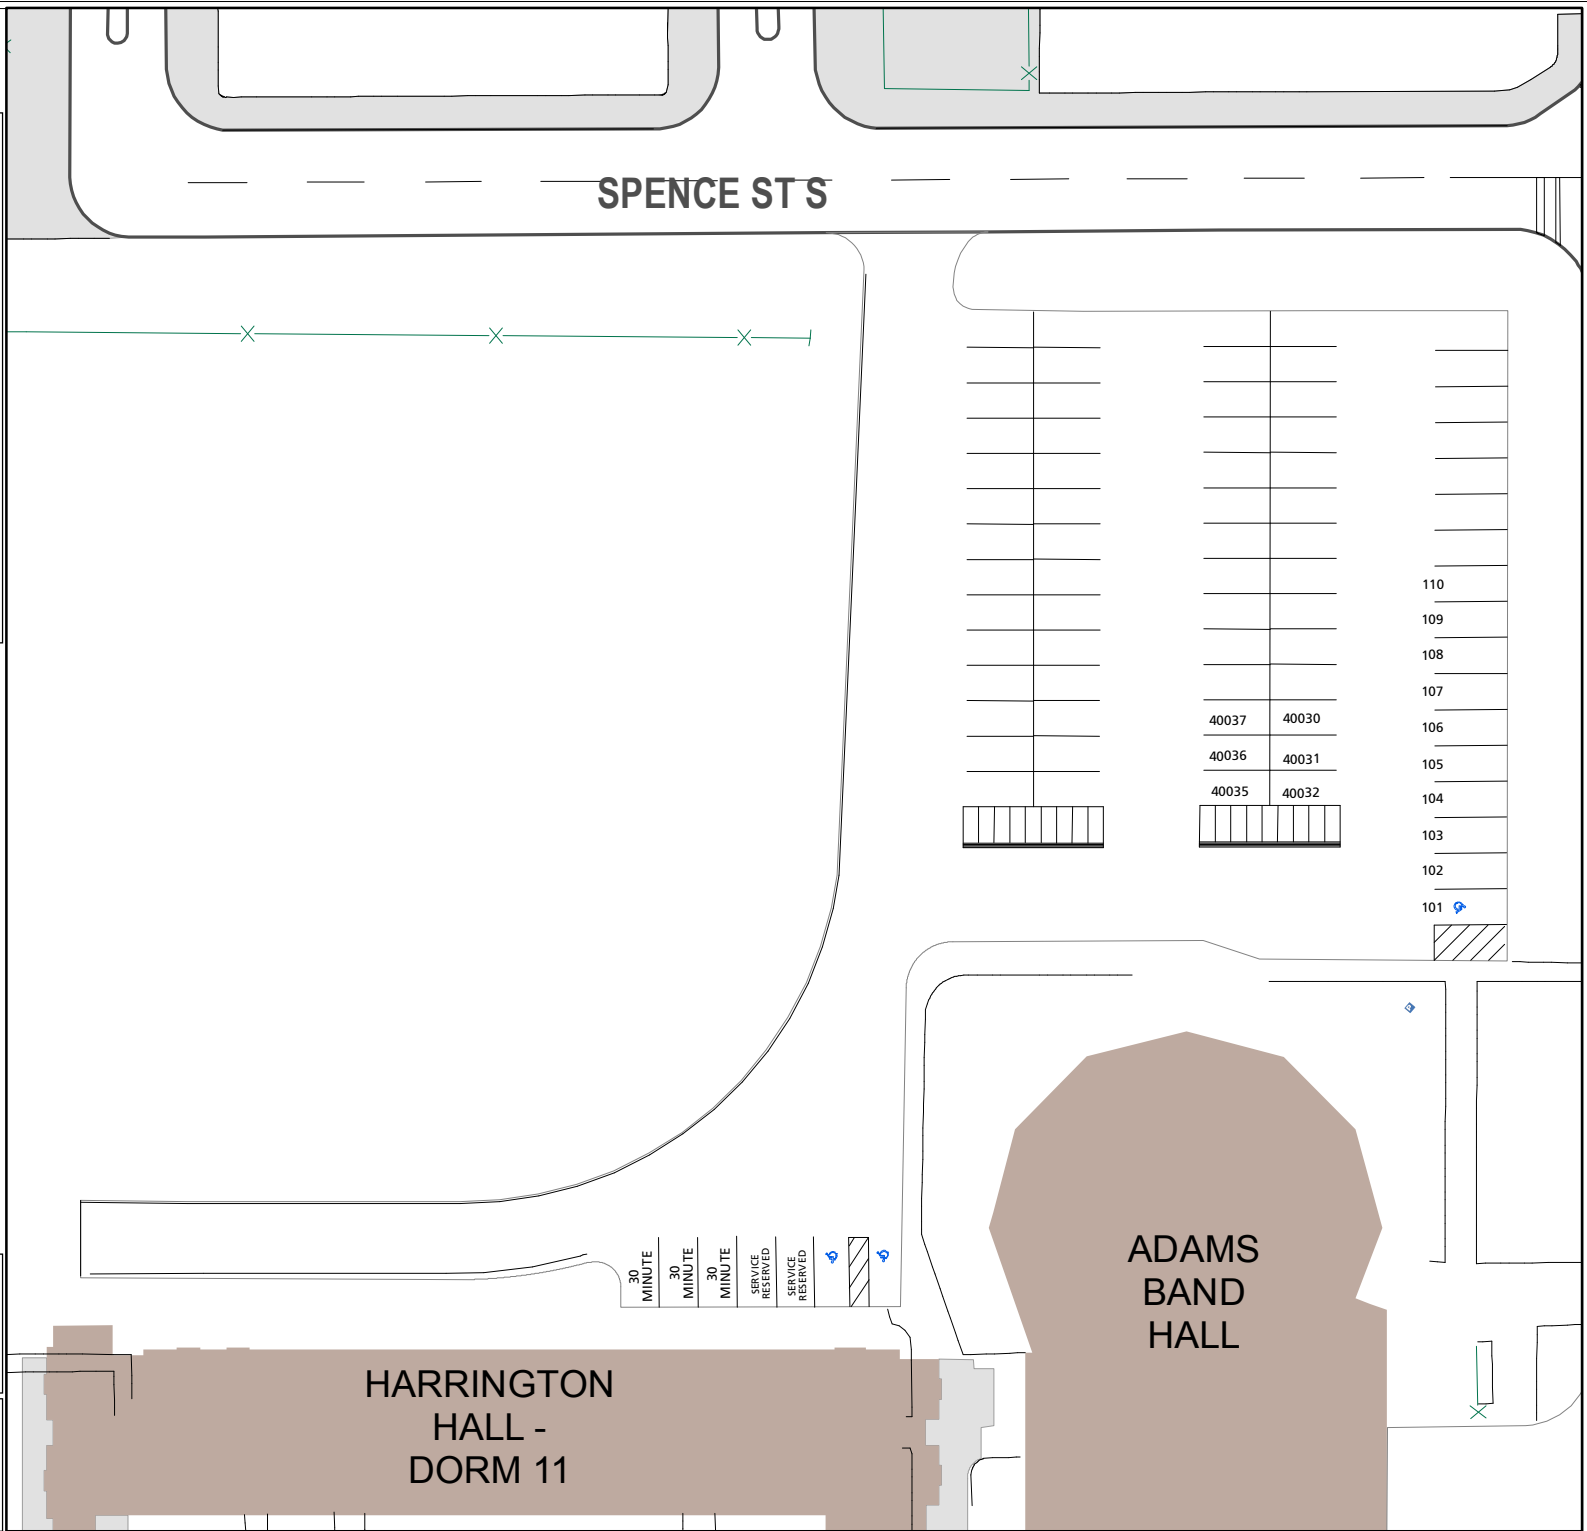 SPENCE ST S
110
109
108
107
40037 40030
106
40036 40031
105
40035 40032
104
103
102
101
30
MINUTE
30
MINUTE
30
MINUTE
SERVICE
RESERVED
SERVICE
RESERVED
ADAMS
BAND
HALL
HARRINGTON
HALL -
DORM 11